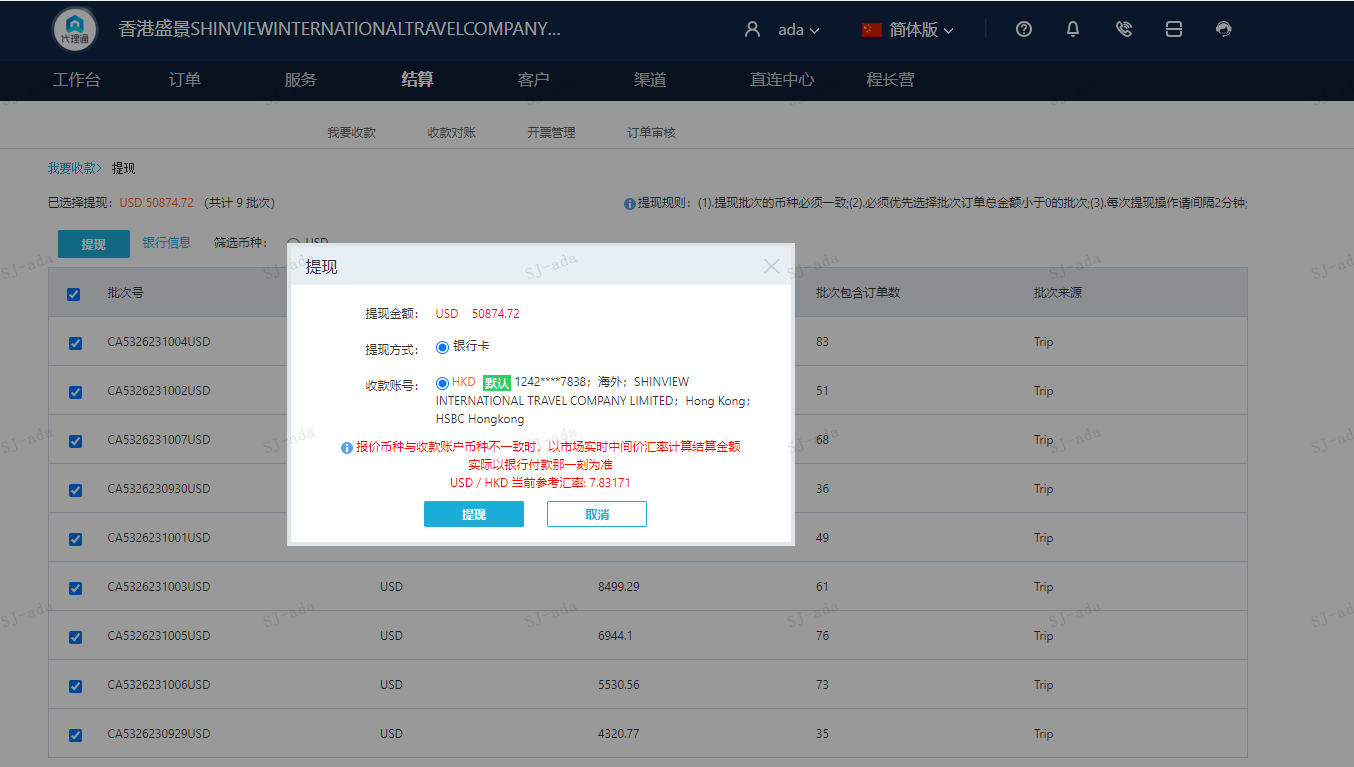 代理通
香港盛景SHINVIEWINTERNATIONALTRAVELCOMPANY...
ada
简体版
工作台 订单 服务 结算 客户 渠道 直连中心 程长营
我要收款 收款对账 开票管理 订单审核
我要收款> 提现
已选择提现：USD 50874.72 (共计 9 批次)
提现规则：(1).提现批次的币种必须一致;(2).必须优先选择批次订单总金额小于0的批次;(3).每次提现操作请间隔2分钟;
提现 银行信息 筛选币种： USD
批次号 批次包含订单数 批次来源
CA5326231004USD 83 Trip
CA5326231002USD 51 Trip
CA5326231007USD 68 Trip
CA5326230930USD 36 Trip
CA5326231001USD 49 Trip
CA5326231003USD USD 8499.29 61 Trip
CA5326231005USD USD 6944.1 76 Trip
CA5326231006USD USD 5530.56 73 Trip
CA5326230929USD USD 4320.77 35 Trip
提现
提现金额： USD 50874.72
提现方式： 银行卡
收款账号： HKD 默认 1242****7838；海外；SHINVIEW
INTERNATIONAL TRAVEL COMPANY LIMITED；Hong Kong；
HSBC Hongkong
报价币种与收款账户币种不一致时，以市场实时中间价汇率计算结算金额
实际以银行付款那一刻为准
USD / HKD 当前参考汇率: 7.83171
提现 取消
SJ-ada